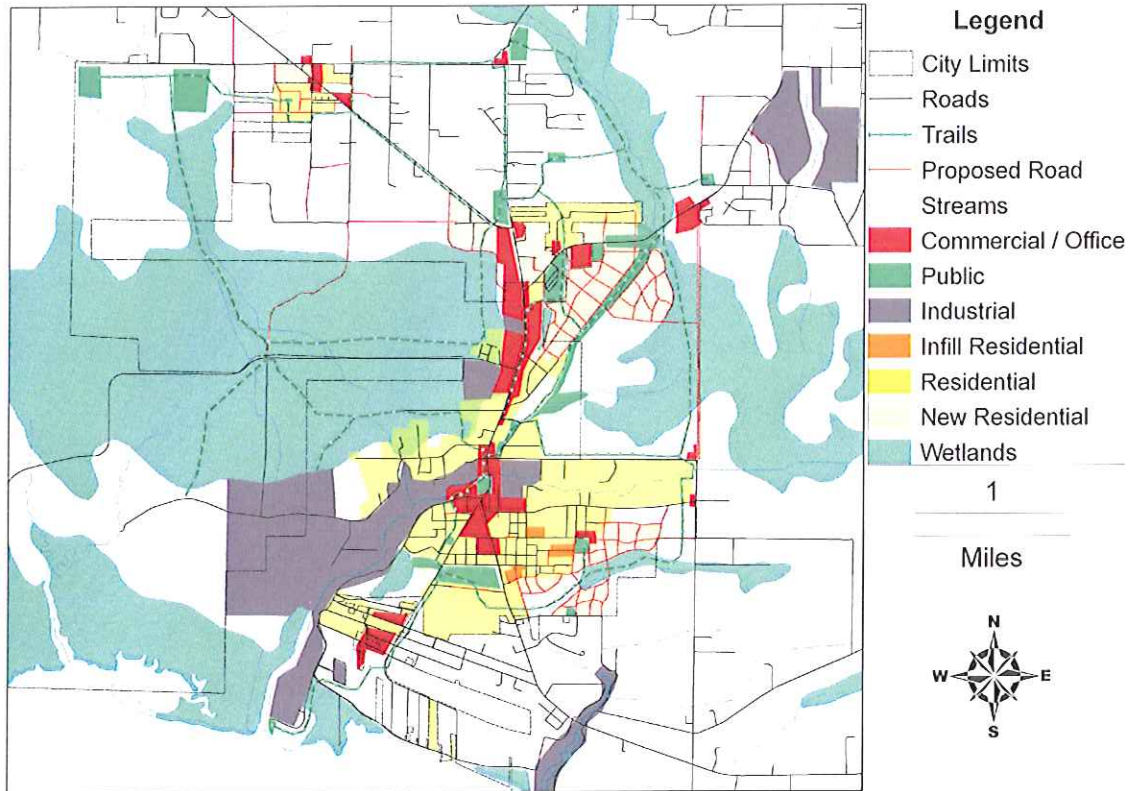 Legend
City Limits
Roads
Trails
Proposed Road
Streams
Commercial / Office
Public
Industrial
Infill Residential
Residential
New Residential
Wetlands
1
Miles
N
W E
S